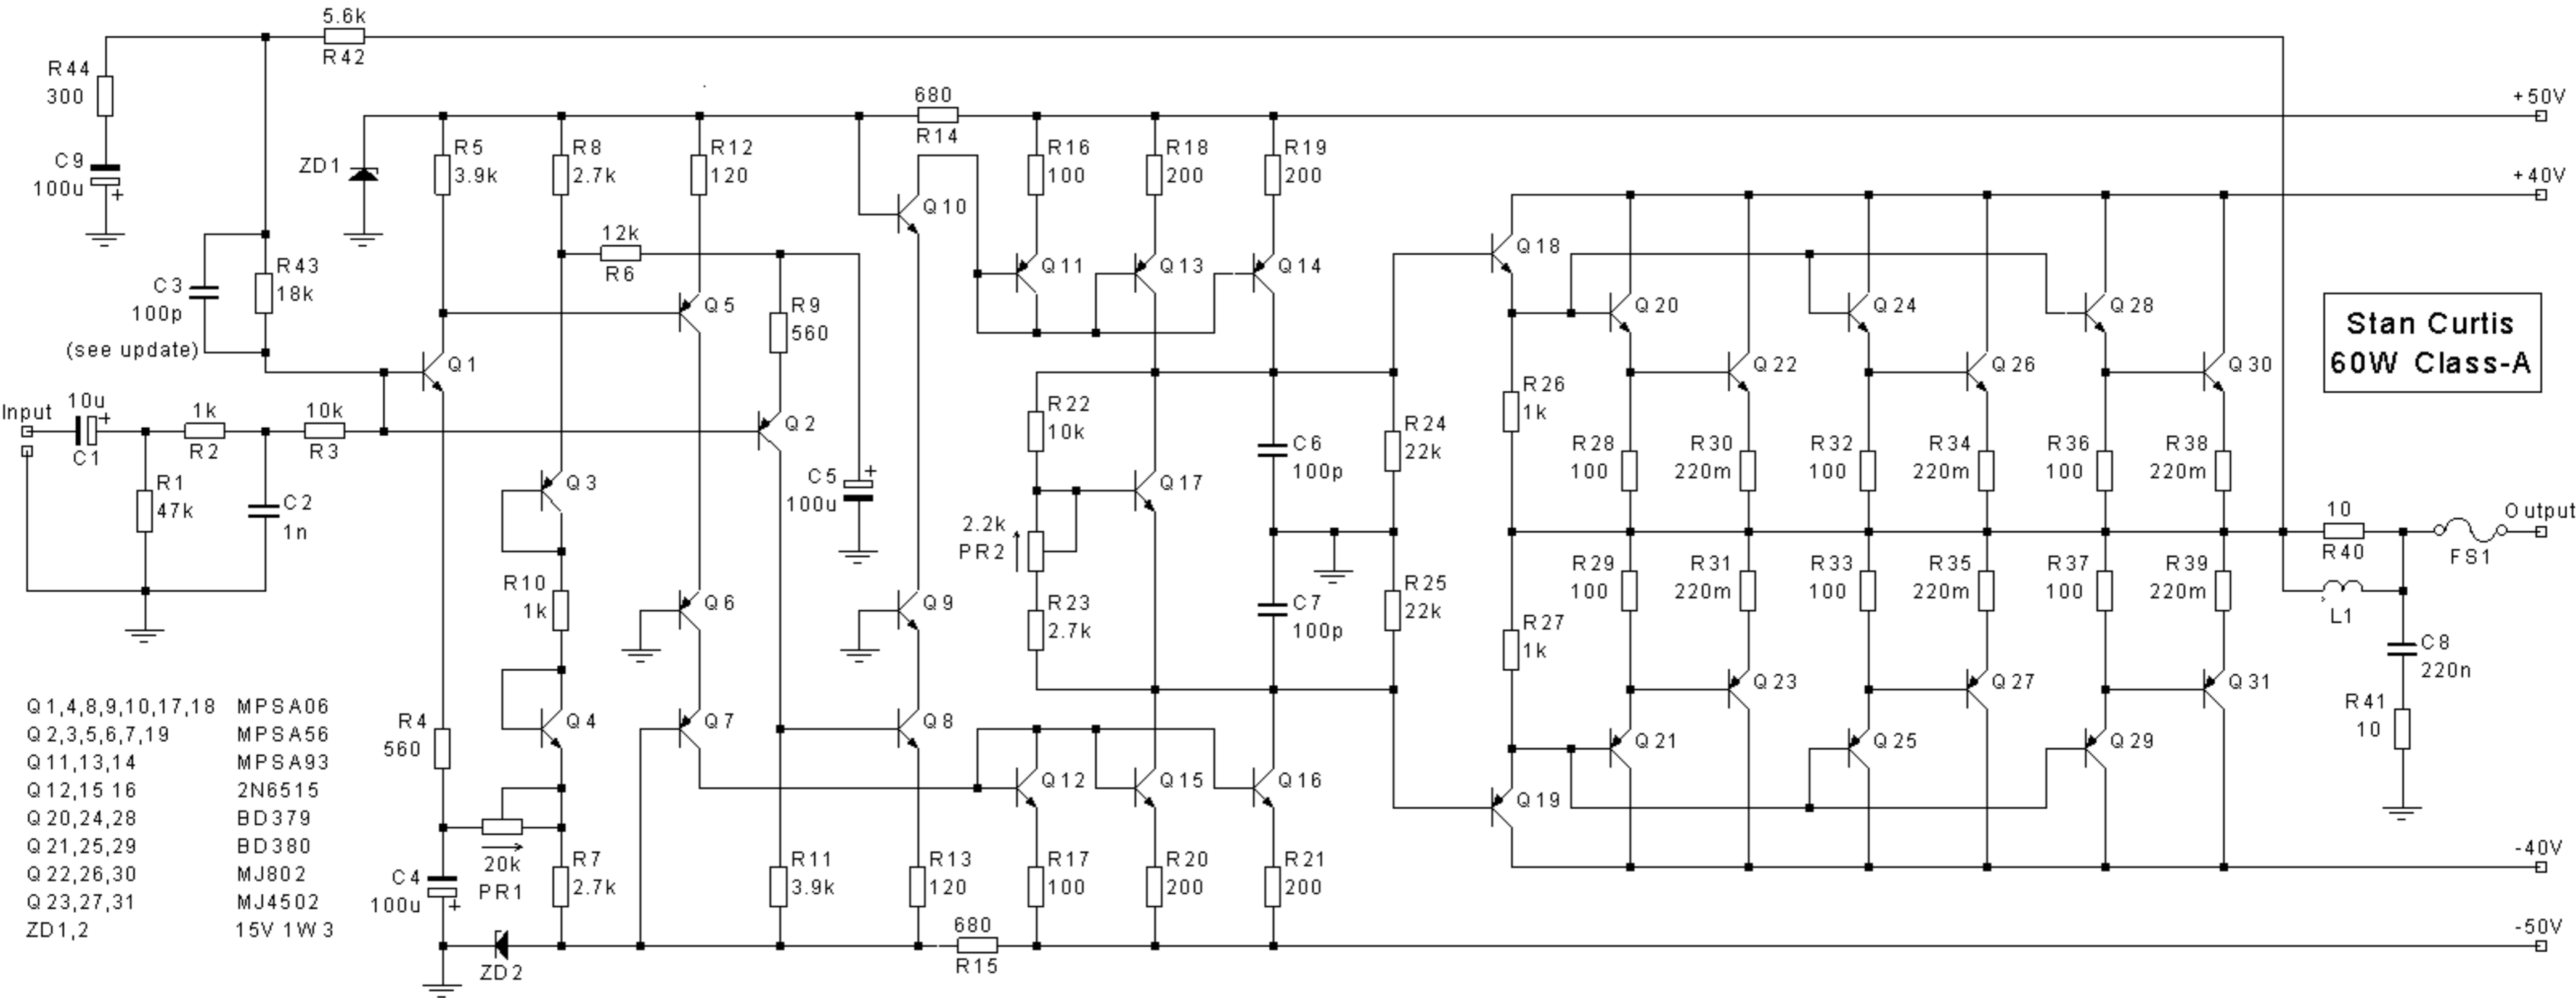 5.6k
R42
R44
300
C9
100u
+
ZD1
680
R14
+50V
+40V
R5
3.9k
R8
2.7k
R12
120
R16
100
R18
200
R19
200
Q10
12k
R6
Q11
Q13
Q14
Q18
C3
100p
R43
18k
(see update)
Q5
R9
560
Q20
Q24
Q28
Stan Curtis
60W Class-A
Q1
Q2
Q22
Q26
Q30
Input
10u
+
C1
1k
R2
10k
R3
R1
47k
C2
1n
R22
10k
C6
100p
R24
22k
R26
1k
R28
100
R30
220m
R32
100
R34
220m
R36
100
R38
220m
Q3
C5
100u
+
Q17
2.2k
PR2
10
R40
Output
FS1
R10
1k
Q6
Q9
R23
2.7k
C7
100p
R25
22k
R27
1k
R29
100
R31
220m
R33
100
R35
220m
R37
100
R39
220m
L1
C8
220n
R41
10
Q4
Q7
Q8
Q23
Q27
Q31
Q21
Q25
Q29
R4
560
Q12
Q15
Q16
Q19
Q1,4,8,9,10,17,18 MPSA06
Q2,3,5,6,7,19 MPSA56
Q11,13,14 MPSA93
Q12,15 16 2N6515
Q20,24,28 BD379
Q21,25,29 BD380
Q22,26,30 MJ802
Q23,27,31 MJ4502
ZD1,2 15V 1W3
C4
100u
+
20k
PR1
R7
2.7k
R11
3.9k
R13
120
R17
100
R20
200
R21
200
-40V
-50V
ZD2
680
R15